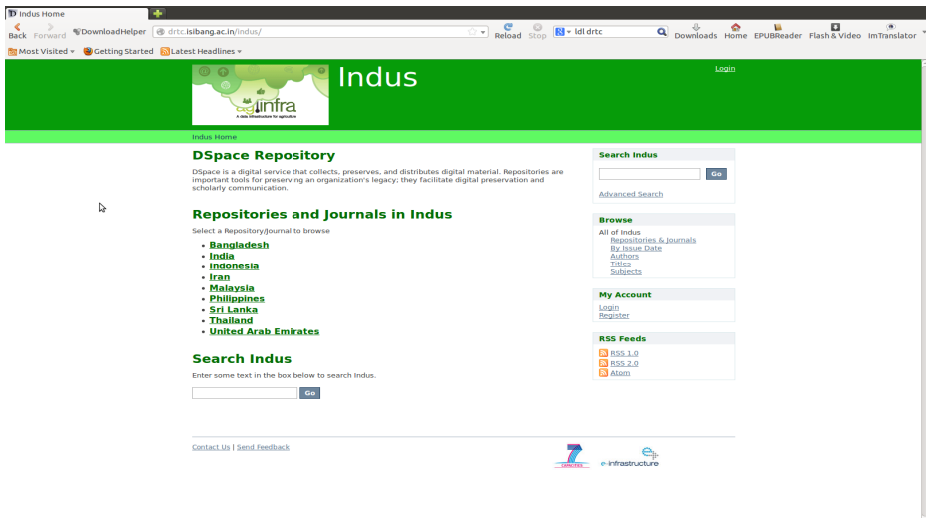 Indus Home
Back Forward DownloadHelper drtc.isibang.ac.in/indus/ Reload Stop ldl drtc Downloads Home EPUBReader Flash & Video ImTranslator
Most Visited Getting Started Latest Headlines
aginfra
A data infrastructure for agriculture
Indus
Login
Indus Home
DSpace Repository
DSpace is a digital service that collects, preserves, and distributes digital material. Repositories are
important tools for preserving an organization's legacy; they facilitate digital preservation and
scholarly communication.
Repositories and Journals in Indus
Select a Repository/Journal to browse
Bangladesh
India
Indonesia
Iran
Malaysia
Philippines
Sri Lanka
Thailand
United Arab Emirates
Search Indus
Enter some text in the box below to search Indus.
Go
Search Indus
Go
Advanced Search
Browse
All of Indus
Repositories & Journals
By Issue Date
Authors
Titles
Subjects
My Account
Login
Register
RSS Feeds
RSS 1.0
RSS 2.0
Atom
Contact Us | Send Feedback
7
CAPACITIES
e-infrastructure